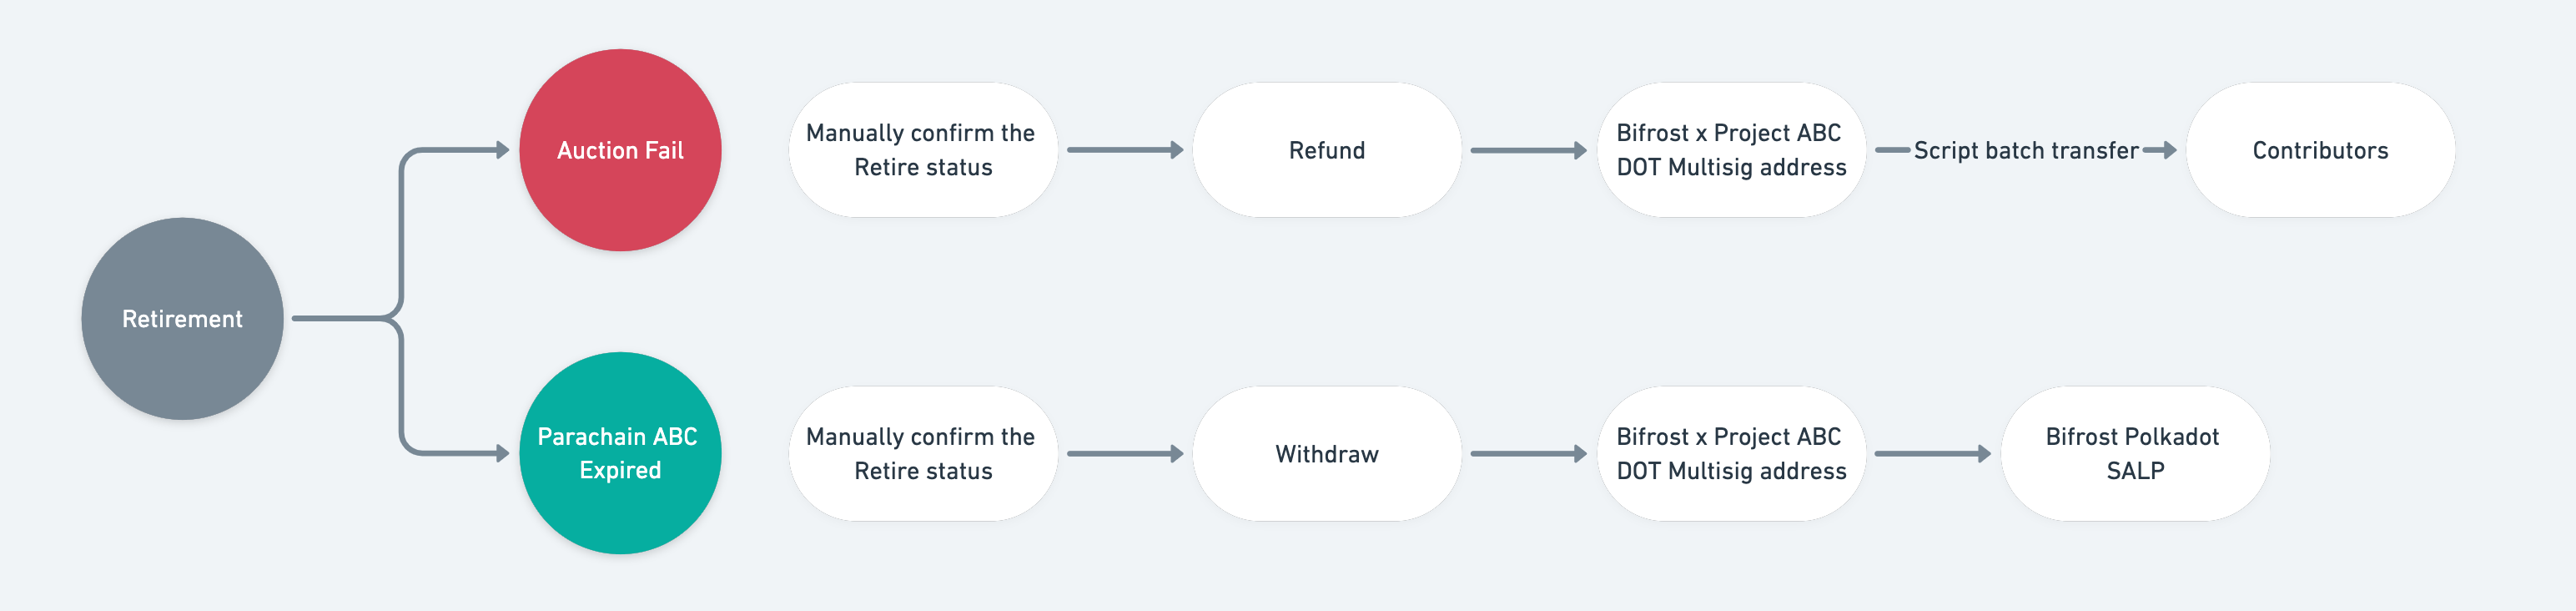 Retirement
Auction Fail
Manually confirm the
Retire status
Refund
Bifrost x Project ABC
DOT Multisig address
Script batch transfer
Contributors
Parachain ABC
Expired
Manually confirm the
Retire status
Withdraw
Bifrost x Project ABC
DOT Multisig address
Bifrost Polkadot
SALP